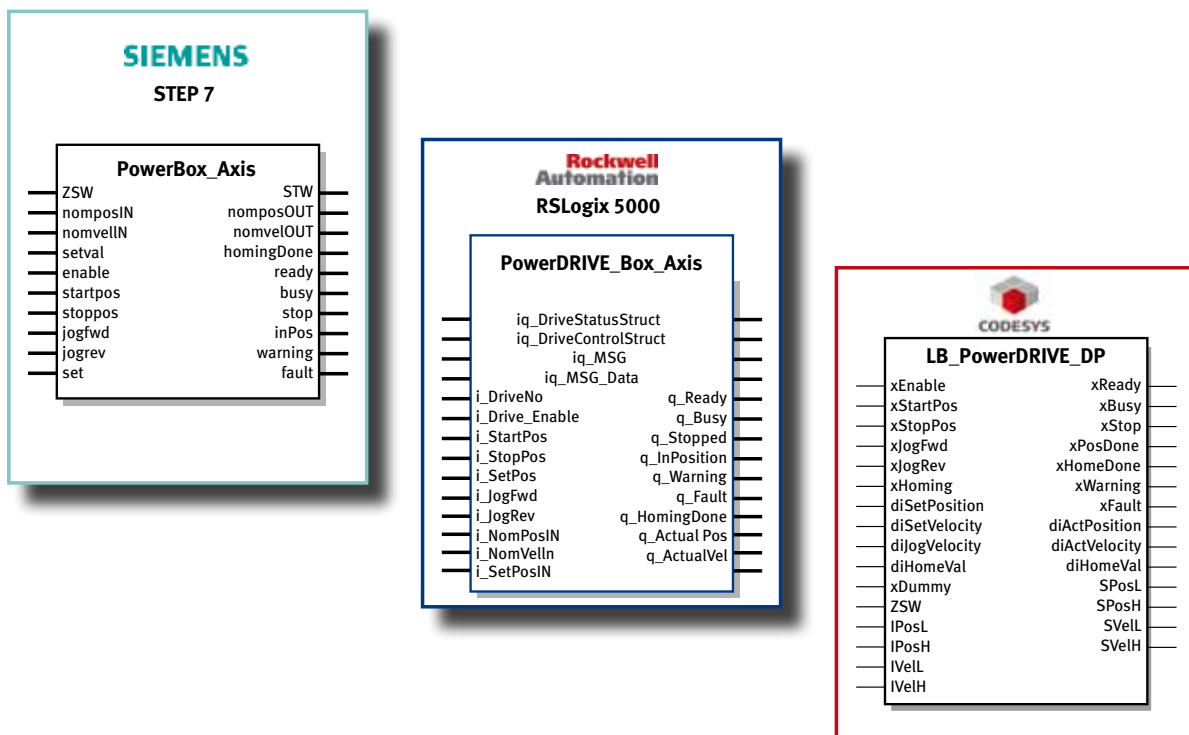 SIEMENS
STEP 7
PowerBox_Axis
ZSW STW
nomposIN nomposOUT
nomvelIN nomvelOUT
setval homingDone
enable ready
startpos busy
stoppos stop
jogfwd inPos
jogrev warning
set fault
Rockwell
Automation
RSLogix 5000
PowerDRIVE_Box_Axis
iq_DriveStatusStruct
iq_DriveControlStruct
iq_MSG
iq_MSG_Data
i_DriveNo q_Ready
i_Drive_Enable q_Busy
i_StartPos q_Stopped
i_StopPos q_InPosition
i_SetPos q_Warning
i_JogFwd q_Fault
i_JogRev q_HomingDone
i_NomPosIN q_Actual Pos
i_NomVelIn q_ActualVel
i_SetPosIN
CODESYS
LB_PowerDRIVE_DP
xEnable xReady
xStartPos xBusy
xStopPos xStop
xJogFwd xPosDone
xJogRev xHomeDone
xHoming xWarning
diSetPosition xFault
diSetVelocity diActPosition
diJogVelocity diActVelocity
diHomeVal diHomeVal
xDummy SPosL
ZSW SPosH
IPosL SVelL
IPosH SVelH
IVelL
IVelH